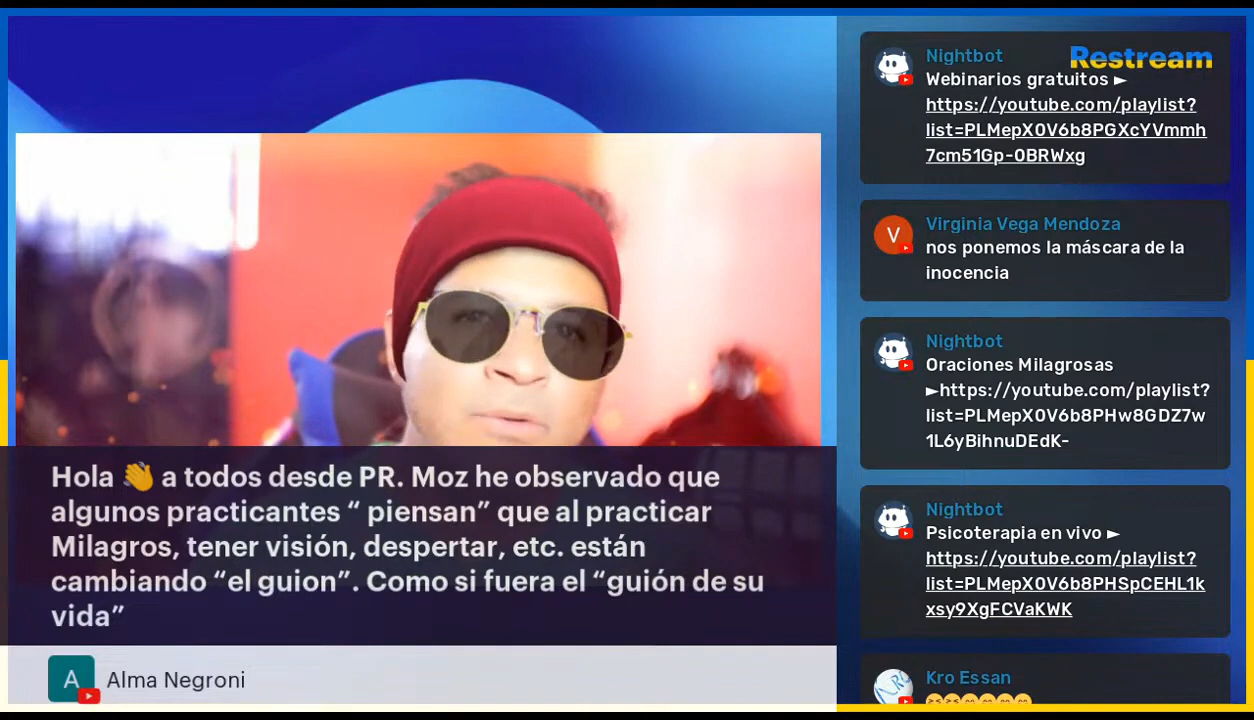 Hola 👋 a todos desde PR. Moz he observado que
algunos practicantes “ piensan” que al practicar
Milagros, tener visión, despertar, etc. están
cambiando “el guion”. Como si fuera el “guión de su
vida”
A
Alma Negroni
Restream
Nightbot
Webinarios gratuitos ►
https://youtube.com/playlist?
list=PLMepX0V6b8PGXcYVmmh
7cm51Gp-0BRWxg
V
Virginia Vega Mendoza
nos ponemos la máscara de la
inocencia
Nightbot
Oraciones Milagrosas
►https://youtube.com/playlist?
list=PLMepX0V6b8PHw8GDZ7w
1L6yBihnuDEdK-
Nightbot
Psicoterapia en vivo ►
https://youtube.com/playlist?
list=PLMepX0V6b8PHSpCEHL1k
xsy9XgFCVaKWK
Kro Essan